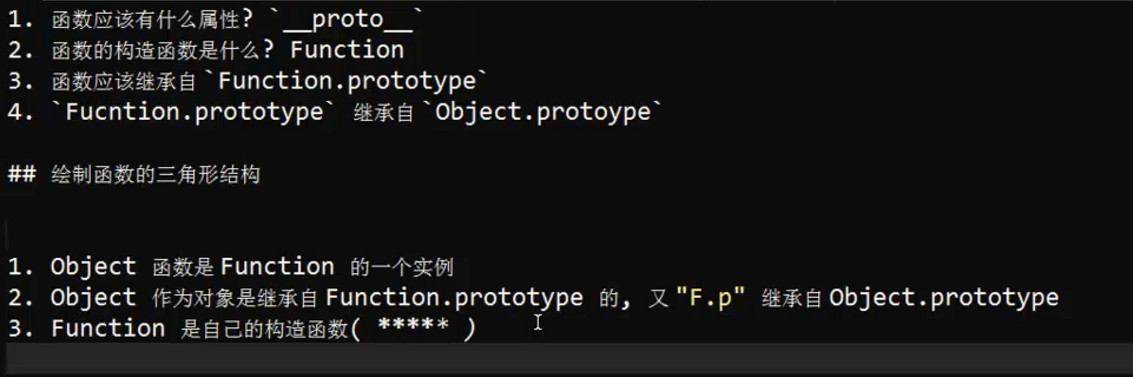 1. 函数应该有什么属性? `__proto__`
2. 函数的构造函数是什么? Function
3. 函数应该继承自`Function.prototype`
4. `Fucntion.prototype` 继承自`Object.protoype`
## 绘制函数的三角形结构
1. Object 函数是 Function 的一个实例
2. Object 作为对象是继承自 Function.prototype 的, 又 "F.p" 继承自 Object.prototype
3. Function 是自己的构造函数( ***** )